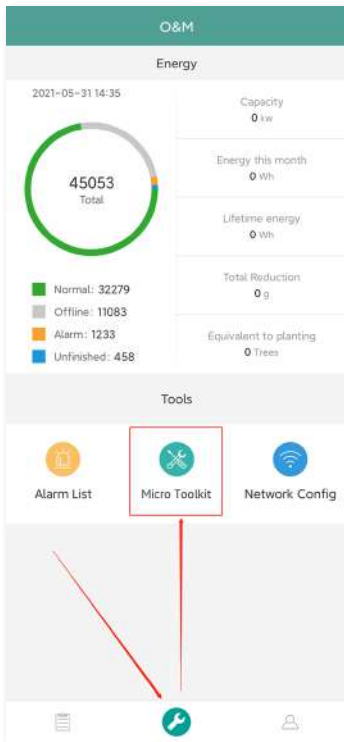 O&M
Energy
2021-05-31 14:35
45053
Total
Normal: 32279
Offline: 11083
Alarm: 1233
Unfinished: 458
Capacity
0 kw
Energy this month
0 Wh
Lifetime energy
0 Wh
Total Reduction
0 g
Equivalent to planting
0 Trees
Tools
Alarm List
Micro Toolkit
Network Config